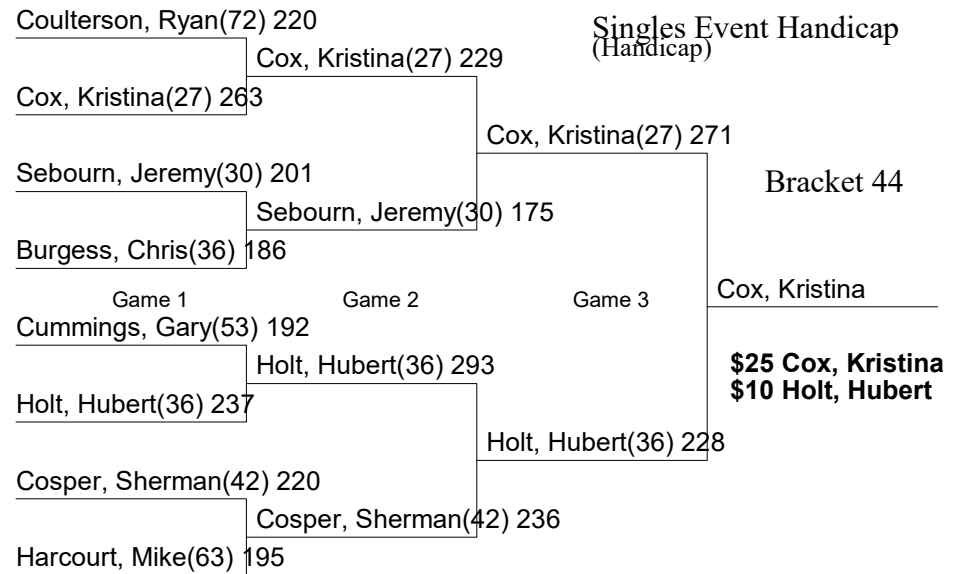 Coulterson, Ryan(72) 220
Singles Event Handicap
(Handicap)
Cox, Kristina(27) 229
Cox, Kristina(27) 263
Cox, Kristina(27) 271
Sebourn, Jeremy(30) 201
Bracket 44
Sebourn, Jeremy(30) 175
Burgess, Chris(36) 186
Game 1
Game 2
Game 3
Cox, Kristina
Cummings, Gary(53) 192
Holt, Hubert(36) 293
$25 Cox, Kristina
$10 Holt, Hubert
Holt, Hubert(36) 237
Holt, Hubert(36) 228
Cosper, Sherman(42) 220
Cosper, Sherman(42) 236
Harcourt, Mike(63) 195